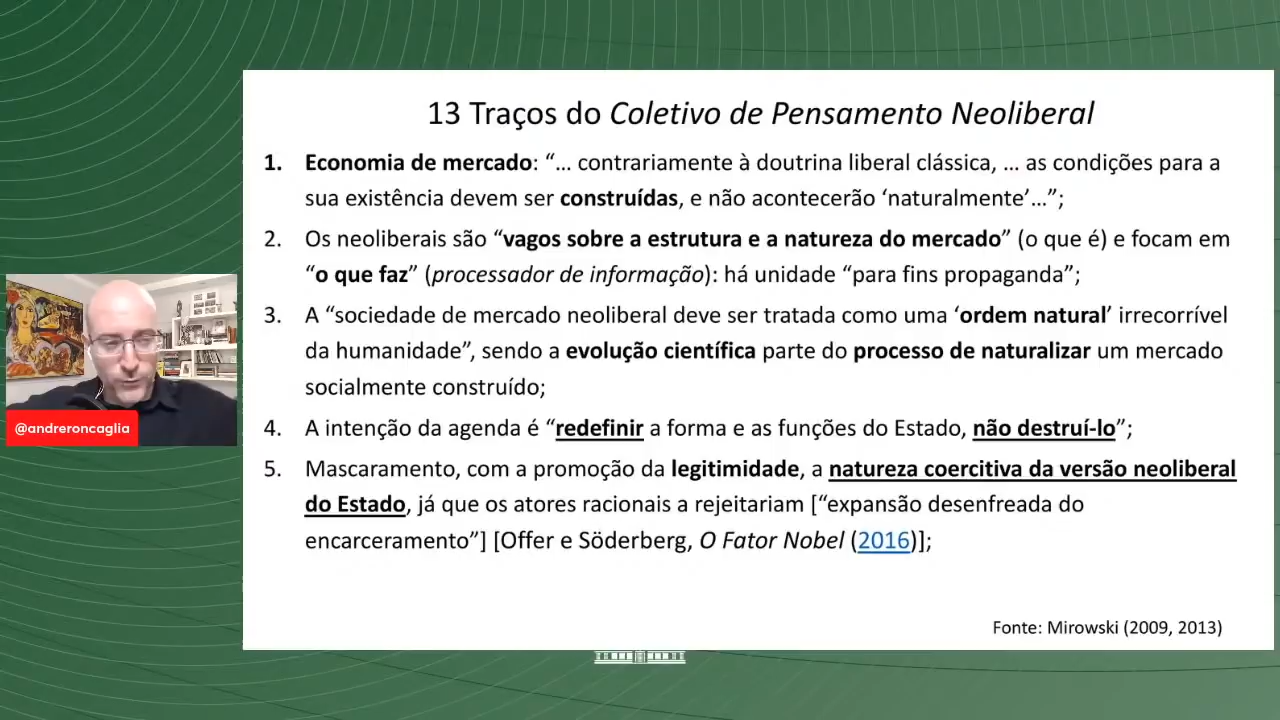 13 Traços do Coletivo de Pensamento Neoliberal
1. Economia de mercado: “… contrariamente à doutrina liberal clássica, … as condições para a
sua existência devem ser construídas, e não acontecerão ‘naturalmente’…”;
2. Os neoliberais são “vagos sobre a estrutura e a natureza do mercado” (o que é) e focam em
“o que faz” (processador de informação): há unidade “para fins propaganda”;
3. A “sociedade de mercado neoliberal deve ser tratada como uma ‘ordem natural’ irrecorrível
da humanidade”, sendo a evolução científica parte do processo de naturalizar um mercado
socialmente construído;
4. A intenção da agenda é “redefinir a forma e as funções do Estado, não destruí-lo”;
5. Mascaramento, com a promoção da legitimidade, a natureza coercitiva da versão neoliberal
do Estado, já que os atores racionais a rejeitariam [“expansão desenfreada do
encarceramento”] [Offer e Söderberg, O Fator Nobel (2016)];
Fonte: Mirowski (2009, 2013)
@andreroncaglia